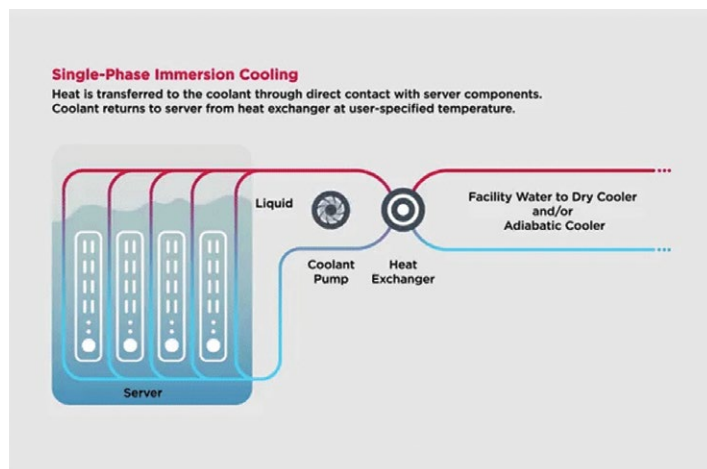 Single-Phase Immersion Cooling
Heat is transferred to the coolant through direct contact with server components.
Coolant returns to server from heat exchanger at user-specified temperature.
Liquid
Facility Water to Dry Cooler
and/or
Adiabatic Cooler
Coolant
Pump
Heat
Exchanger
Server